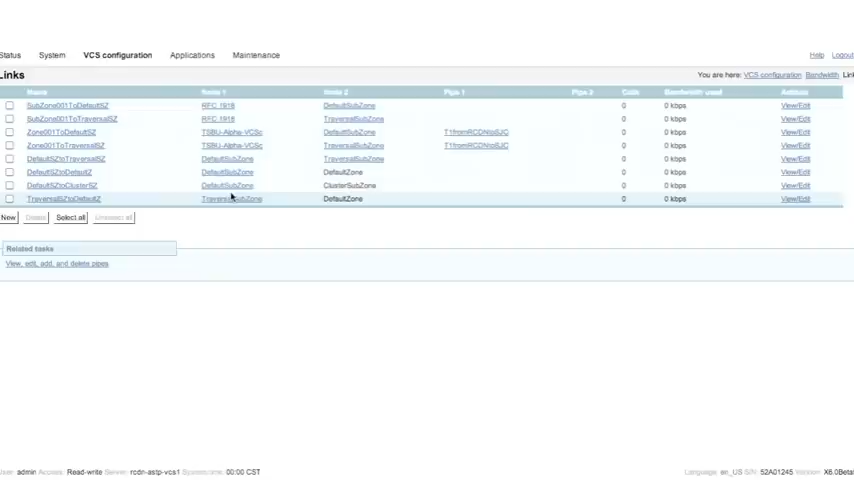 Status System VCS configuration Applications Maintenance Help Logout
Links You are here: VCS configuration Bandwidth Link
Name Node 1 Node 2 Pipe 1 Pipe 2 Calls Bandwidth used Actions
SubZone001ToDefaultSZ RFC 1918 DefaultSubZone 0 0 kbps View/Edit
SubZone001ToTraversalSZ RFC 1918 TraversalSubZone 0 0 kbps View/Edit
Zone001ToDefaultSZ TSBU-Alpha-VCSc DefaultSubZone T1fromRCDNtoSJC 0 0 kbps View/Edit
Zone001ToTraversalSZ TSBU-Alpha-VCSc TraversalSubZone T1fromRCDNtoSJC 0 0 kbps View/Edit
DefaultSZtoTraversalSZ DefaultSubZone TraversalSubZone 0 0 kbps View/Edit
DefaultSZtoDefaultZ DefaultSubZone DefaultZone 0 0 kbps View/Edit
DefaultSZtoClusterSZ DefaultSubZone ClusterSubZone 0 0 kbps View/Edit
TraversalSZtoDefaultZ TraversalSubZone DefaultZone 0 0 kbps View/Edit
New Delete Select all Unselect all
Related tasks
View, edit, add, and delete pipes
User: admin Access: Read-write Server: rcdn-astp-vcs1 System time: 00:00 CST Language: en_US S/N: 52A01245 Version: X6.0Beta